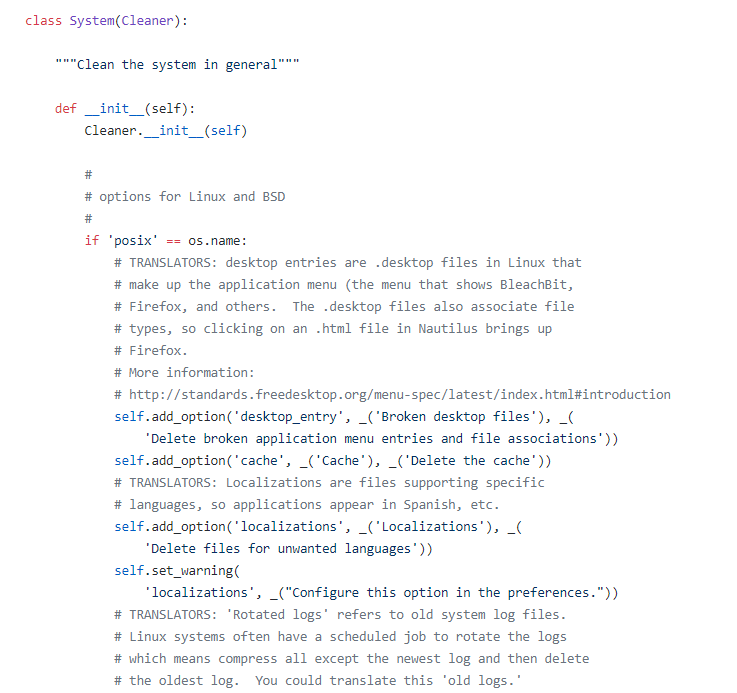 class System(Cleaner):
"""Clean the system in general"""
def __init__(self):
Cleaner.__init__(self)
#
# options for Linux and BSD
#
if 'posix' == os.name:
# TRANSLATORS: desktop entries are .desktop files in Linux that
# make up the application menu (the menu that shows BleachBit,
# Firefox, and others.  The .desktop files also associate file
# types, so clicking on an .html file in Nautilus brings up
# Firefox.
# More information:
# http://standards.freedesktop.org/menu-spec/latest/index.html#introduction
self.add_option('desktop_entry', _('Broken desktop files'), _(
'Delete broken application menu entries and file associations'))
self.add_option('cache', _('Cache'), _('Delete the cache'))
# TRANSLATORS: Localizations are files supporting specific
# languages, so applications appear in Spanish, etc.
self.add_option('localizations', _('Localizations'), _(
'Delete files for unwanted languages'))
self.set_warning(
'localizations', _("Configure this option in the preferences."))
# TRANSLATORS: 'Rotated logs' refers to old system log files.
# Linux systems often have a scheduled job to rotate the logs
# which means compress all except the newest log and then delete
# the oldest log.  You could translate this 'old logs.'